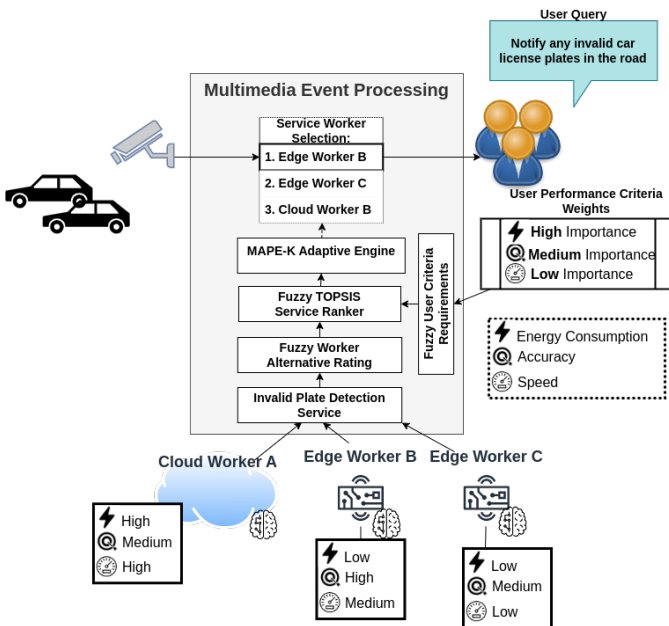 User Query
Notify any invalid car
license plates in the road
Multimedia Event Processing
Service Worker
Selection:
1. Edge Worker B
2. Edge Worker C
3. Cloud Worker B
User Performance Criteria
Weights
High Importance
Medium Importance
Low Importance
MAPE-K Adaptive Engine
Fuzzy User Criteria
Requirements
Fuzzy TOPSIS
Service Ranker
Fuzzy Worker
Alternative Rating
Invalid Plate Detection
Service
Energy Consumption
Accuracy
Speed
Cloud Worker A
Edge Worker B
Edge Worker C
High
Medium
High
Low
High
Medium
Low
Medium
Low